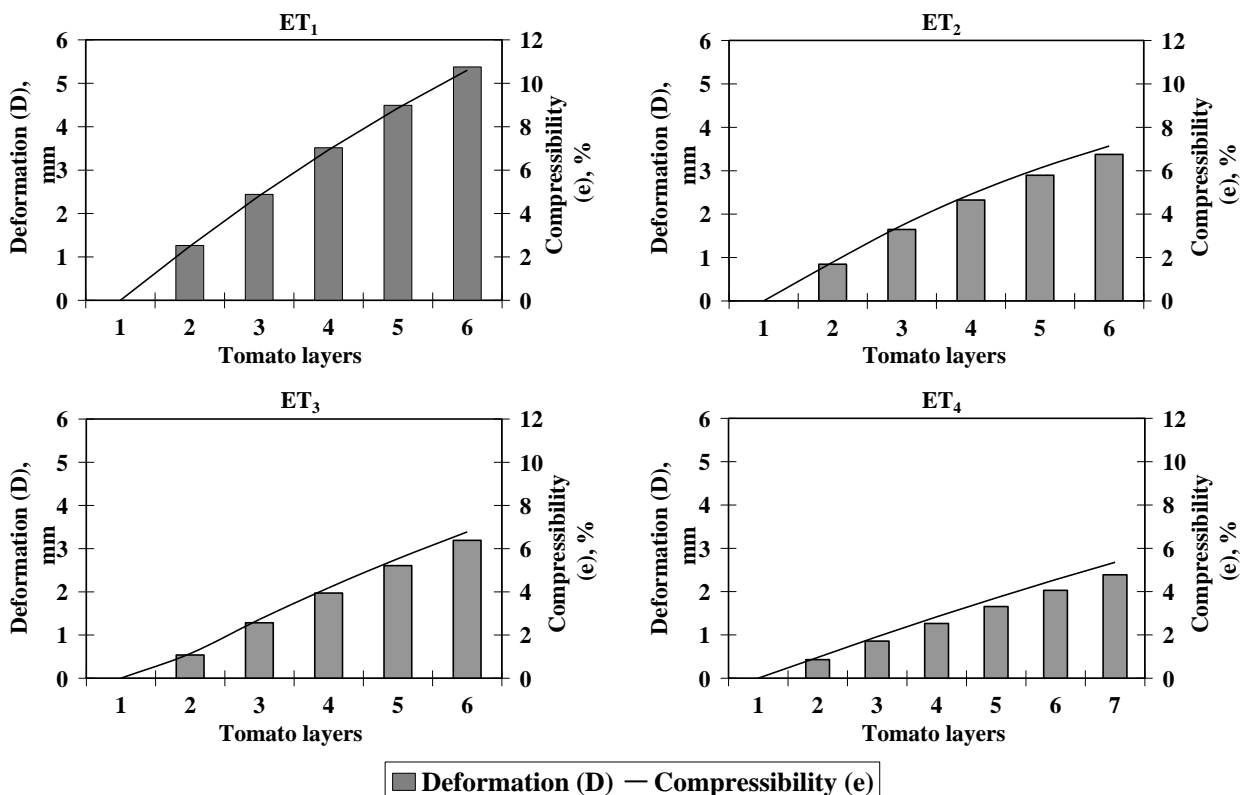 ET₁
Deformation (D),
mm
6
5
4
3
2
1
0
12
10
8
6
4
2
0
Compressibility
(e), %
1 2 3 4 5 6
Tomato layers
ET₂
Deformation (D),
mm
6
5
4
3
2
1
0
12
10
8
6
4
2
0
Compressibility
(e), %
1 2 3 4 5 6
Tomato layers
ET₃
Deformation (D),
mm
6
5
4
3
2
1
0
12
10
8
6
4
2
0
Compressibility
(e), %
1 2 3 4 5 6
Tomato layers
ET₄
Deformation (D),
mm
6
5
4
3
2
1
0
12
10
8
6
4
2
0
Compressibility
(e), %
1 2 3 4 5 6 7
Tomato layers
Deformation (D) Compressibility (e)